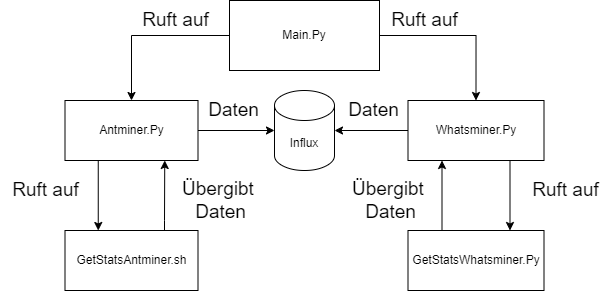 Ruft auf
Main.Py
Ruft auf
Antminer.Py
Daten
Influx
Daten
Whatsminer.Py
Ruft auf
Übergibt
Daten
Übergibt
Daten
Ruft auf
GetStatsAntminer.sh
GetStatsWhatsminer.Py